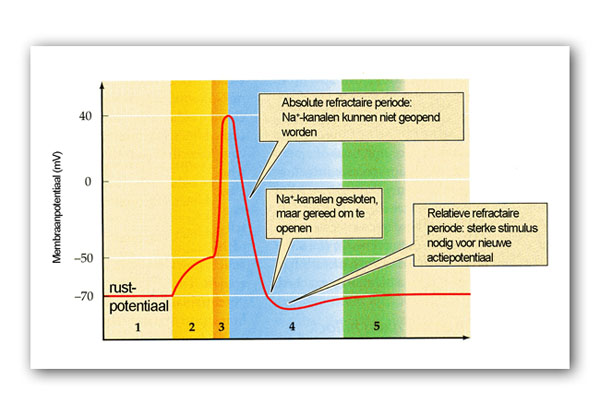 Membraanpotentiaal (mV)
40
0
–50
–70
Absolute refractaire periode:
Na⁺-kanalen kunnen niet geopend
worden
Na⁺-kanalen gesloten,
maar gereed om te
openen
Relatieve refractaire
periode: sterke stimulus
nodig voor nieuwe
actiepotentiaal
rust-
potentiaal
1
2
3
4
5